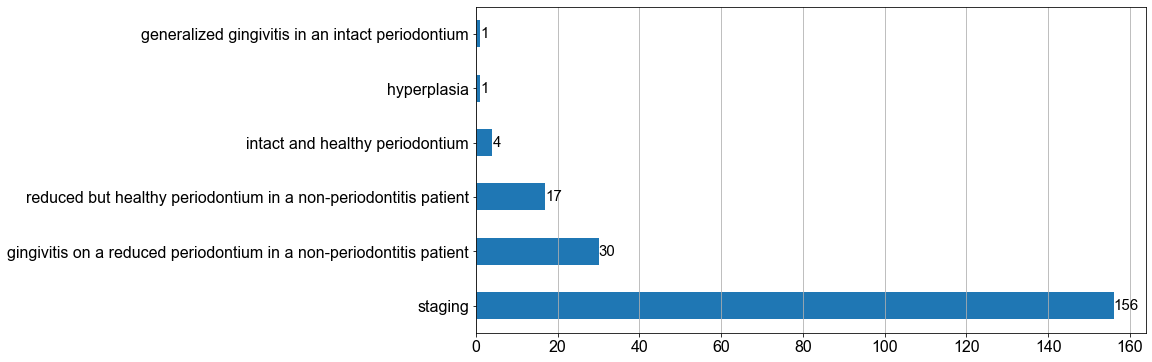 generalized gingivitis in an intact periodontium 1
hyperplasia 1
intact and healthy periodontium 4
reduced but healthy periodontium in a non-periodontitis patient 17
gingivitis on a reduced periodontium in a non-periodontitis patient 30
staging 156
0 20 40 60 80 100 120 140 160